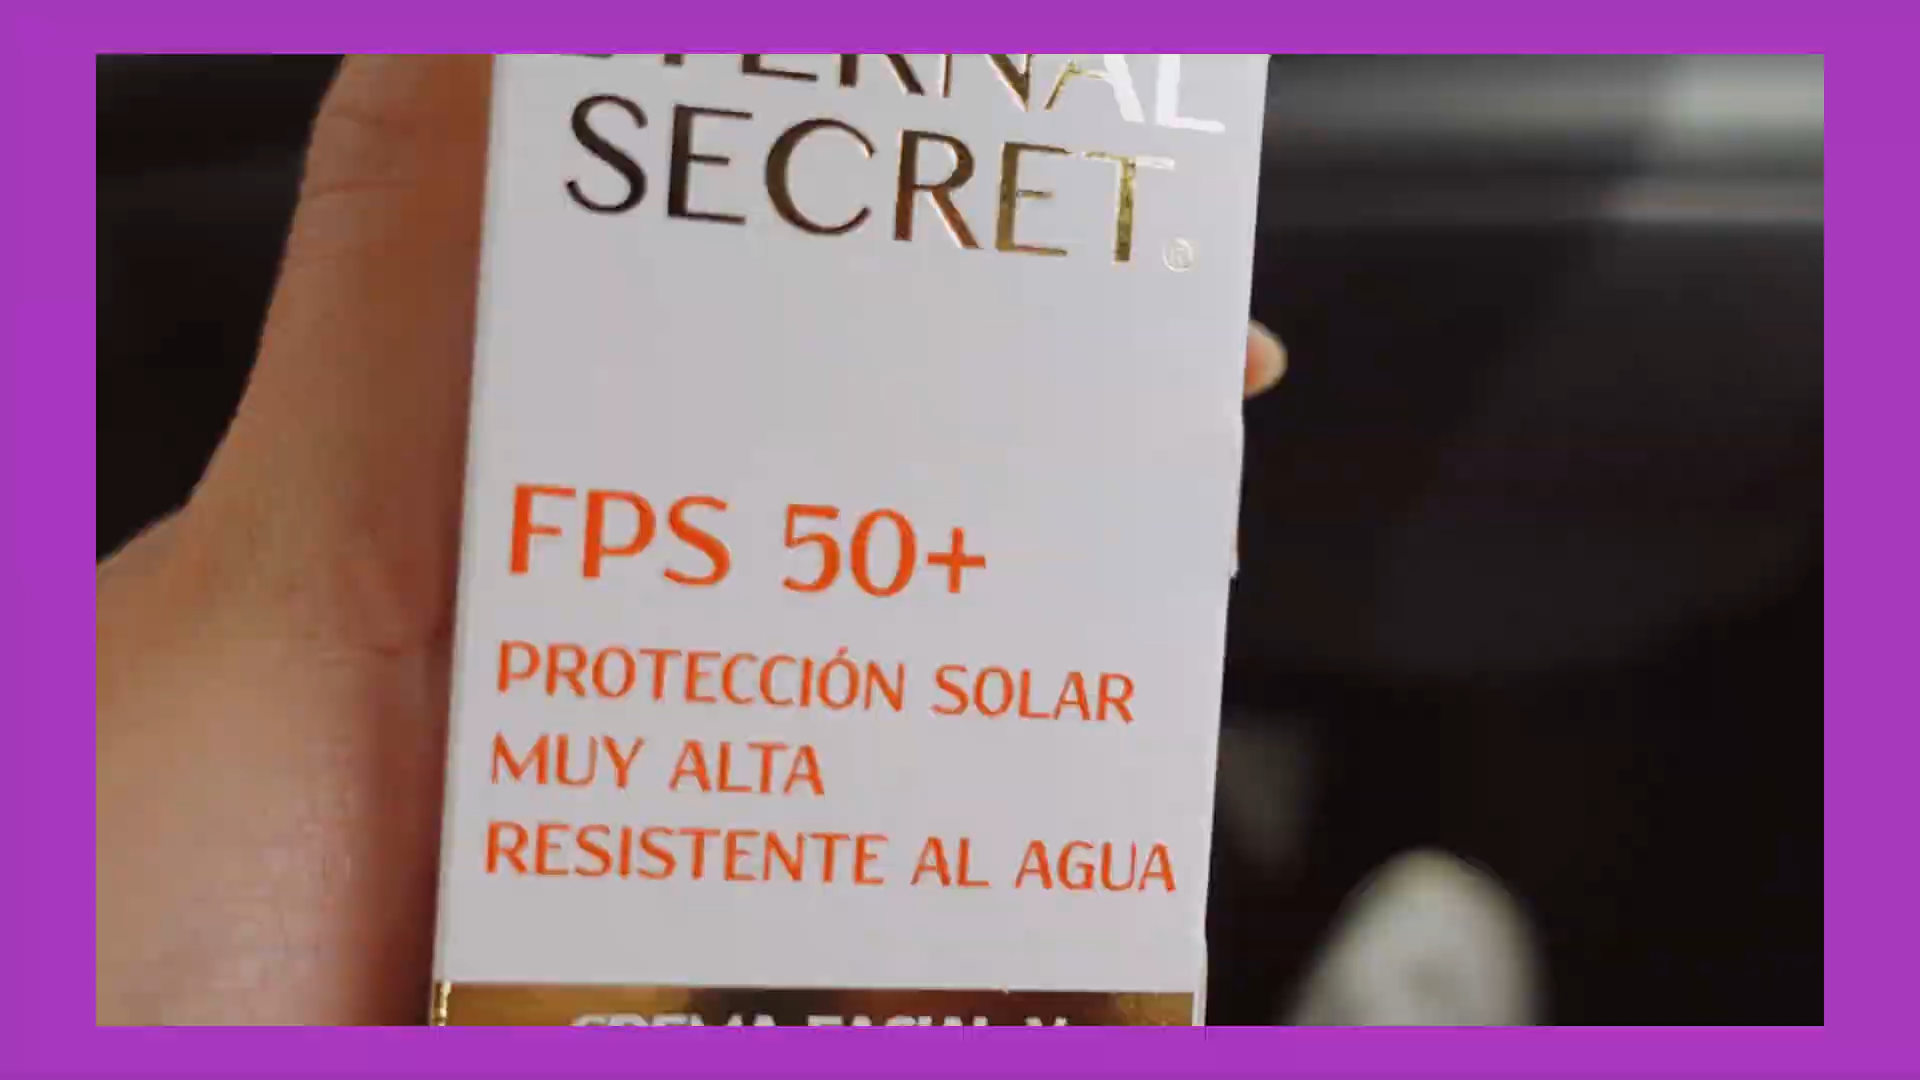 SECRET®
FPS 50+
PROTECCIÓN SOLAR
MUY ALTA
RESISTENTE AL AGUA